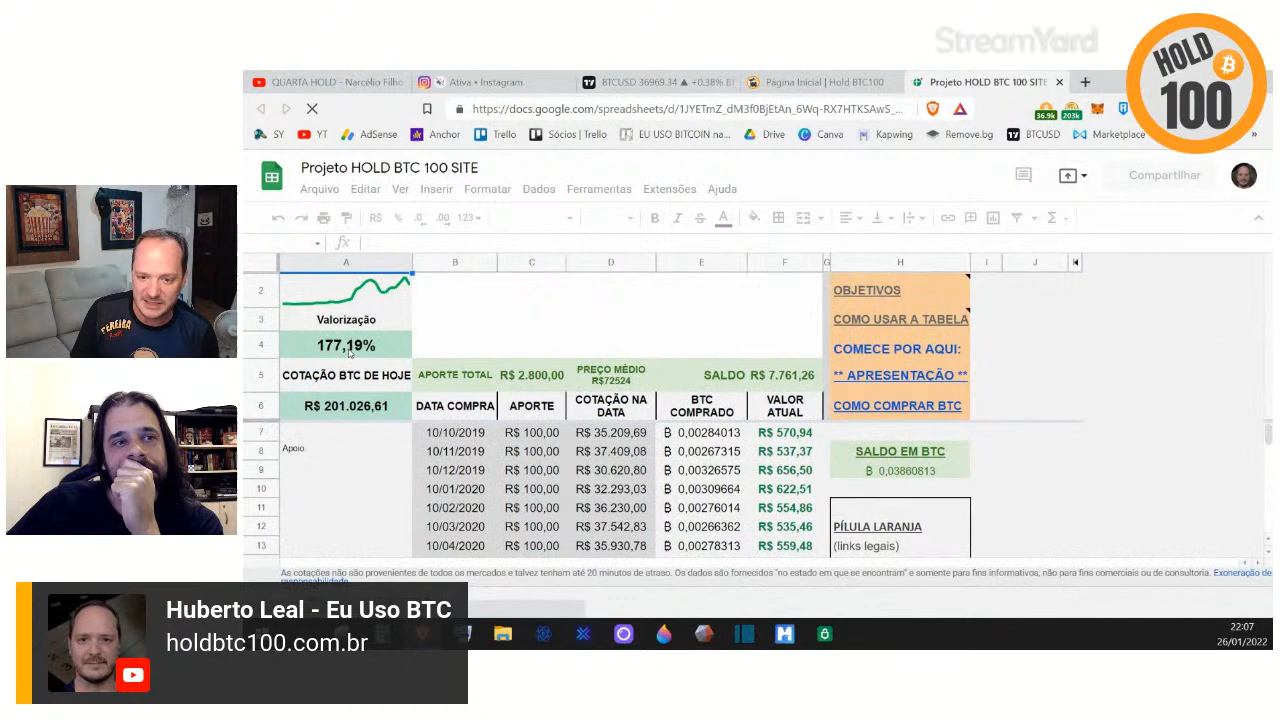 StreamYard
HOLD
100
QUARTA HOLD - Narcélio Filho
Ativa • Instagram
BTCUSD 36969.34 ▲ +0.38% BT
Página Inicial | Hold BTC100
Projeto HOLD BTC 100 SITE
https://docs.google.com/spreadsheets/d/1JYETmZ_dM3f0BjEtAn_6Wq-RX7HTKSAwS_...
36.9k
203k
SY
YT
AdSense
Anchor
Trello
Sócios | Trello
EU USO BITCOIN na...
Drive
Canva
Kapwing
Remove.bg
BTCUSD
Marketplace
»
Projeto HOLD BTC 100 SITE
Arquivo Editar Ver Inserir Formatar Dados Ferramentas Extensões Ajuda
Compartilhar
R$ % .0 .00 123
B I S A
fx
A B C D E F G H I J
2 OBJETIVOS
3 Valorização COMO USAR A TABELA
4 177,19% COMECE POR AQUI:
5 COTAÇÃO BTC DE HOJE APORTE TOTAL R$ 2.800,00 PREÇO MÉDIO R$72524 SALDO R$ 7.761,26 ** APRESENTAÇÃO **
6 R$ 201.026,61 DATA COMPRA APORTE COTAÇÃO NA DATA BTC COMPRADO VALOR ATUAL COMO COMPRAR BTC
7 10/10/2019 R$ 100,00 R$ 35.209,69 ₿ 0,00284013 R$ 570,94
8 Apoio 10/11/2019 R$ 100,00 R$ 37.409,08 ₿ 0,00267315 R$ 537,37 SALDO EM BTC
9 10/12/2019 R$ 100,00 R$ 30.620,80 ₿ 0,00326575 R$ 656,50 ₿ 0,03860813
10 10/01/2020 R$ 100,00 R$ 32.293,03 ₿ 0,00309664 R$ 622,51
11 10/02/2020 R$ 100,00 R$ 36.230,00 ₿ 0,00276014 R$ 554,86
12 10/03/2020 R$ 100,00 R$ 37.542,83 ₿ 0,00266362 R$ 535,46 PÍLULA LARANJA
13 10/04/2020 R$ 100,00 R$ 35.930,78 ₿ 0,00278313 R$ 559,48 (links legais)
As cotações não são provenientes de todos os mercados e talvez tenham até 20 minutos de atraso. Os dados são fornecidos "no estado em que se encontram" e somente para fins informativos, não para fins comerciais ou de consultoria. Exoneração de
responsabilidade
Huberto Leal - Eu Uso BTC
holdbtc100.com.br
22:07
26/01/2022